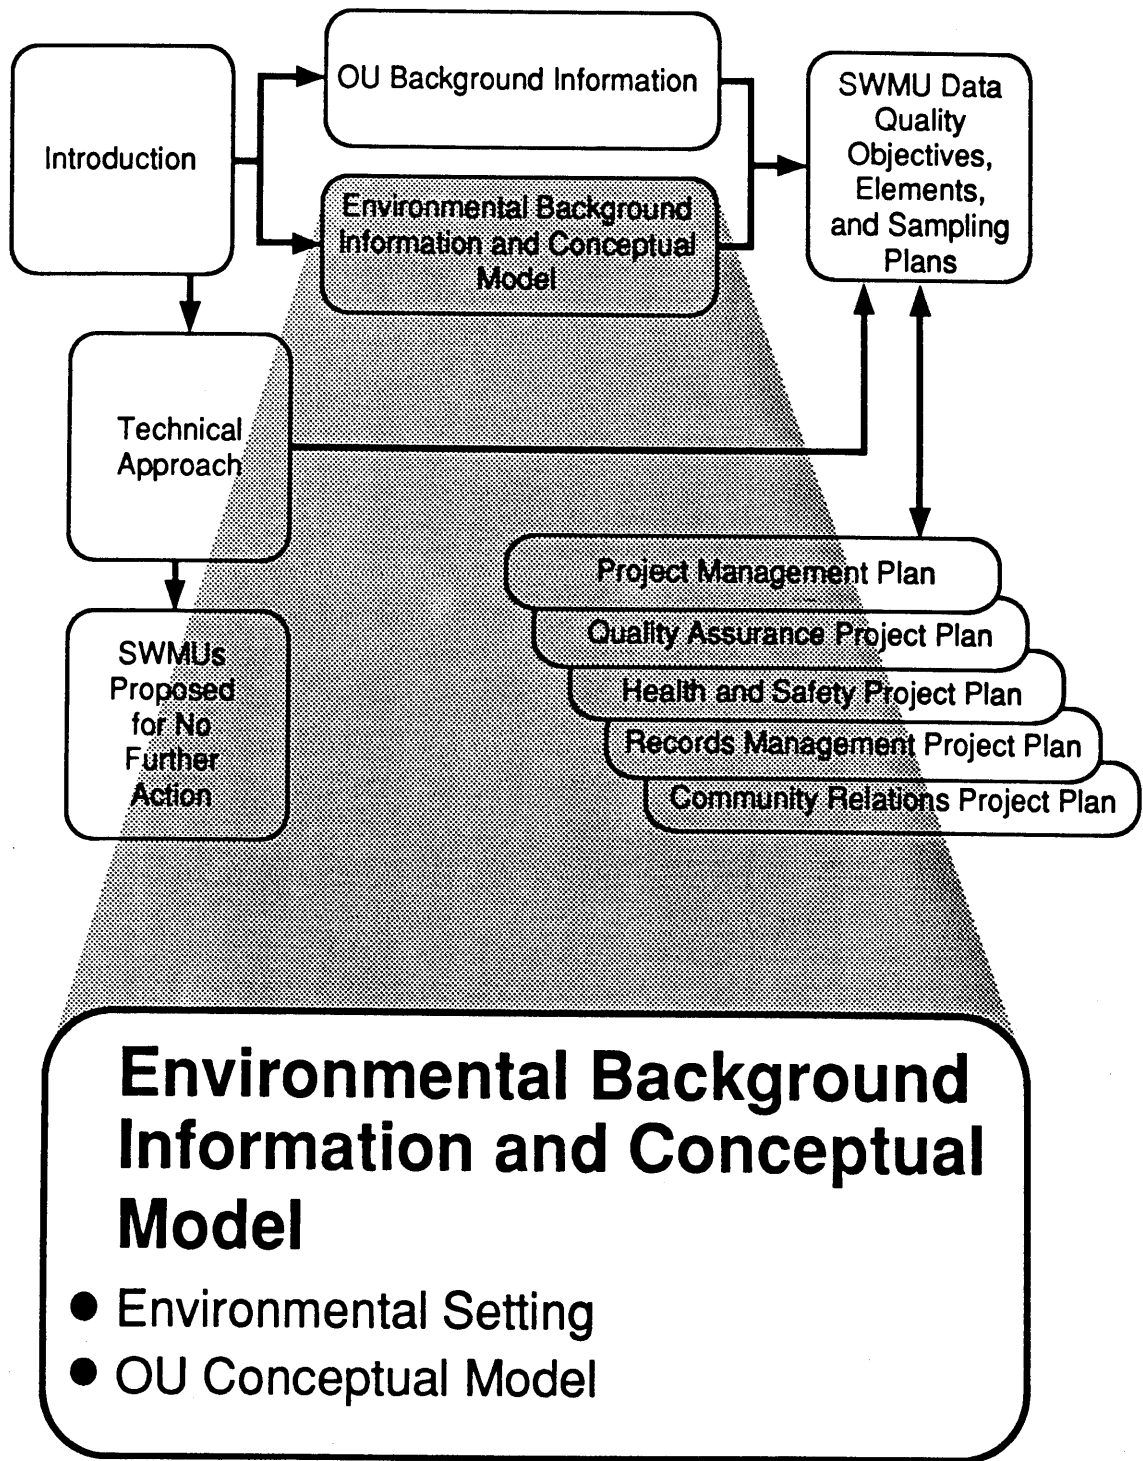 OU Background Information
Introduction
Environmental Background
Information and Conceptual
Model
SWMU Data
Quality
Objectives,
Elements,
and Sampling
Plans
Technical
Approach
SWMUs
Proposed
for No
Further
Action
Project Management Plan
Quality Assurance Project Plan
Health and Safety Project Plan
Records Management Project Plan
Community Relations Project Plan
Environmental Background
Information and Conceptual
Model
● Environmental Setting
● OU Conceptual Model